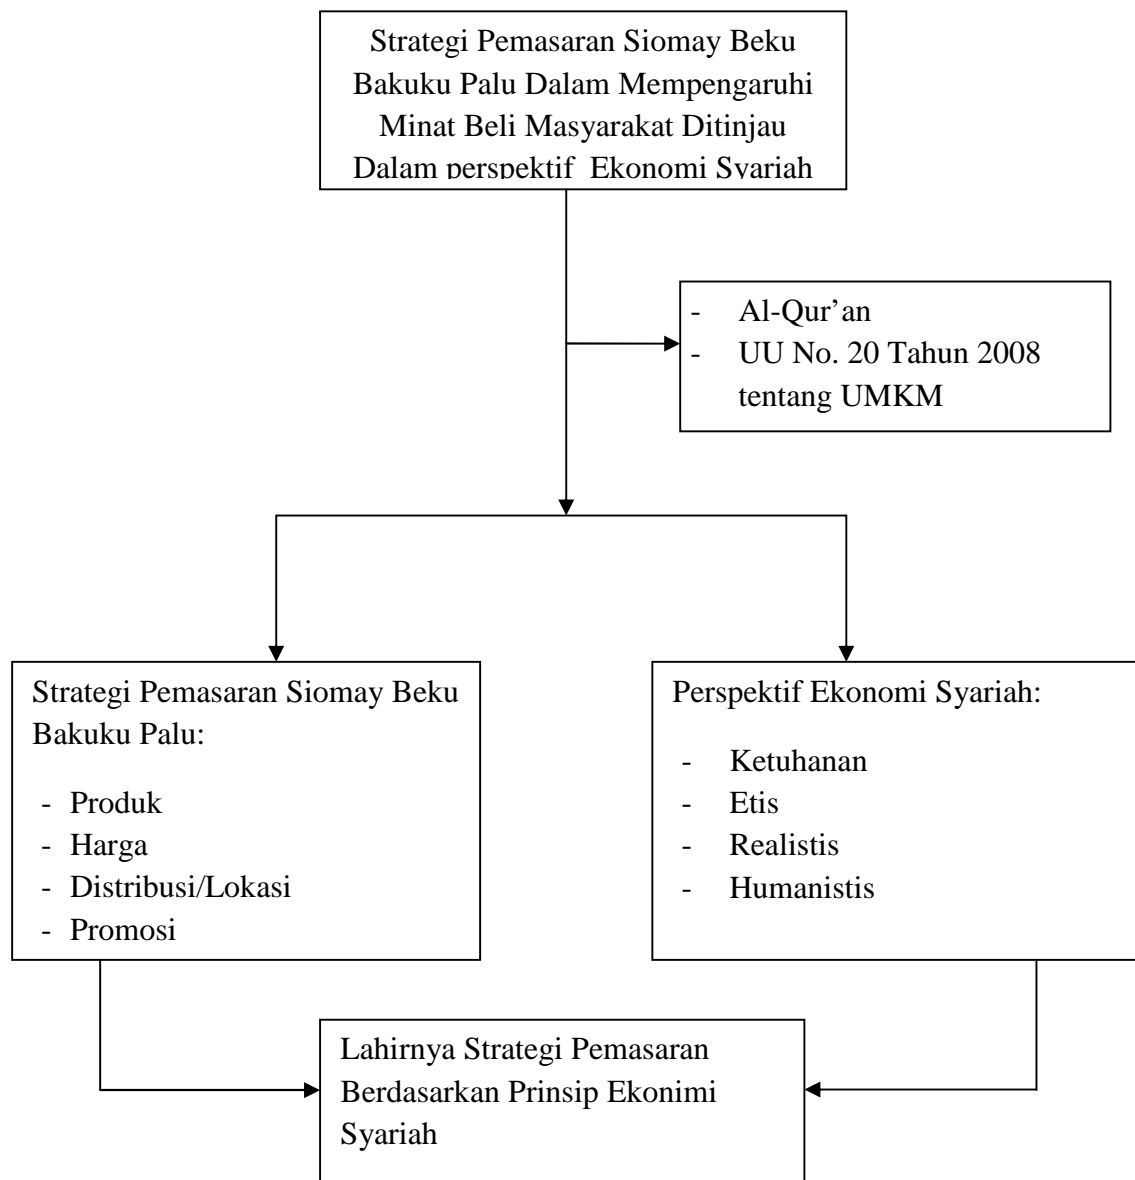 Strategi Pemasaran Siomay Beku
Bakuku Palu Dalam Mempengaruhi
Minat Beli Masyarakat Ditinjau
Dalam perspektif Ekonomi Syariah
- Al-Qur’an
- UU No. 20 Tahun 2008
tentang UMKM
Strategi Pemasaran Siomay Beku
Bakuku Palu:
- Produk
- Harga
- Distribusi/Lokasi
- Promosi
Perspektif Ekonomi Syariah:
- Ketuhanan
- Etis
- Realistis
- Humanistis
Lahirnya Strategi Pemasaran
Berdasarkan Prinsip Ekonimi
Syariah